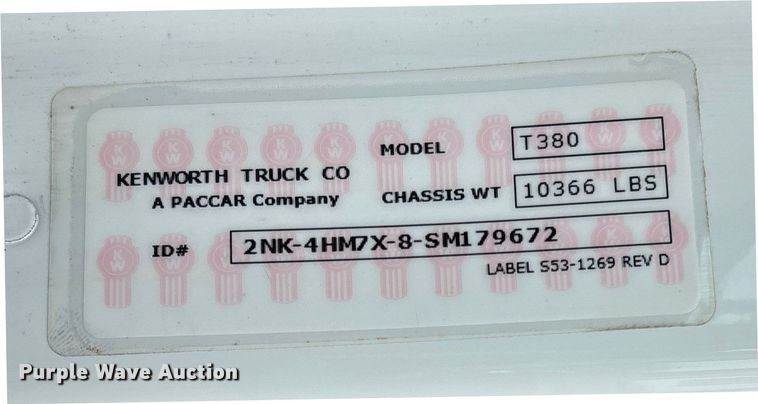 KENWORTH TRUCK CO
A PACCAR Company
MODEL T380
CHASSIS WT 10366 LBS
ID# 2NK-4HM7X-8-SM179672
LABEL S53-1269 REV D
Purple Wave Auction